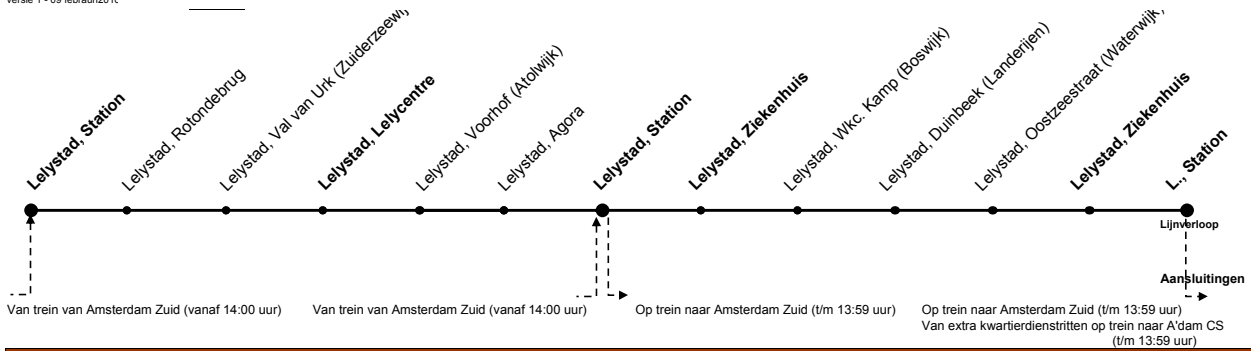 Lelystad, Station
Lelystad, Rotondebrug
Lelystad, Val van Urk
Lelystad, Lelycentre
Lelystad, Voorhof (Atolwijk)
Lelystad, Agora
Lelystad, Station
Lelystad, Ziekenhuis
Lelystad, Wkc. Kamp (Boswijk)
Lelystad, Duinbeek (Landerijen)
Lelystad, Oostzeestraat (Waterwijk)
Lelystad, Ziekenhuis
L., Station
Lijnverloop
Aansluitingen
Van trein van Amsterdam Zuid (vanaf 14:00 uur)
Van trein van Amsterdam Zuid (vanaf 14:00 uur)
Op trein naar Amsterdam Zuid (t/m 13:59 uur)
Op trein naar Amsterdam Zuid (t/m 13:59 uur)
Van extra kwartierdienstritten op trein naar A'dam CS
(t/m 13:59 uur)